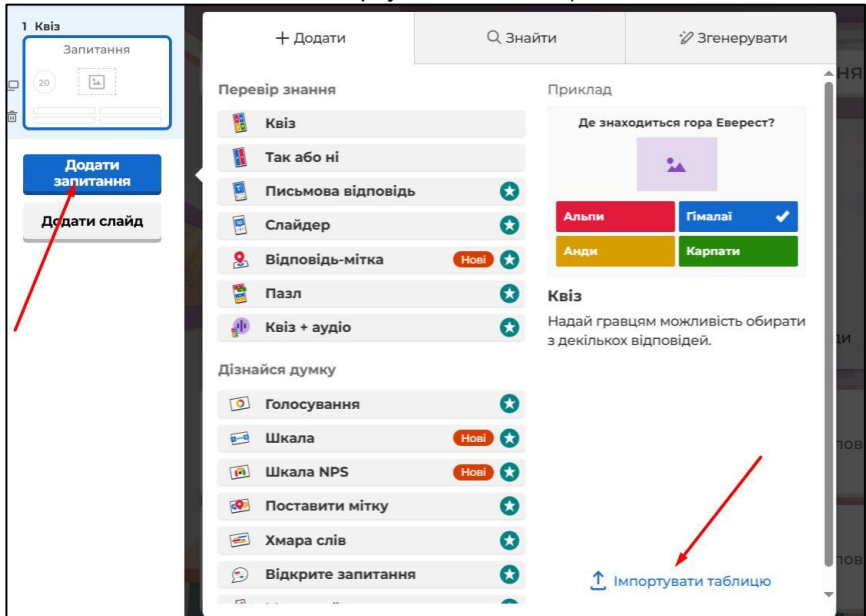 1 Квіз
Запитання
20
Додати
запитання
Додати слайд
+ Додати
Знайти
Згенерувати
Перевір знання
Квіз
Так або ні
Письмова відповідь
Слайдер
Відповідь-мітка Нові
Пазл
Квіз + аудіо
Дізнайся думку
Голосування
Шкала Нові
Шкала NPS Нові
Поставити мітку
Хмара слів
Відкрите запитання
Приклад
Де знаходиться гора Еверест?
Альпи
Гімалаї
Анди
Карпати
Квіз
Надай гравцям можливість обирати
з декількох відповідей.
Імпортувати таблицю